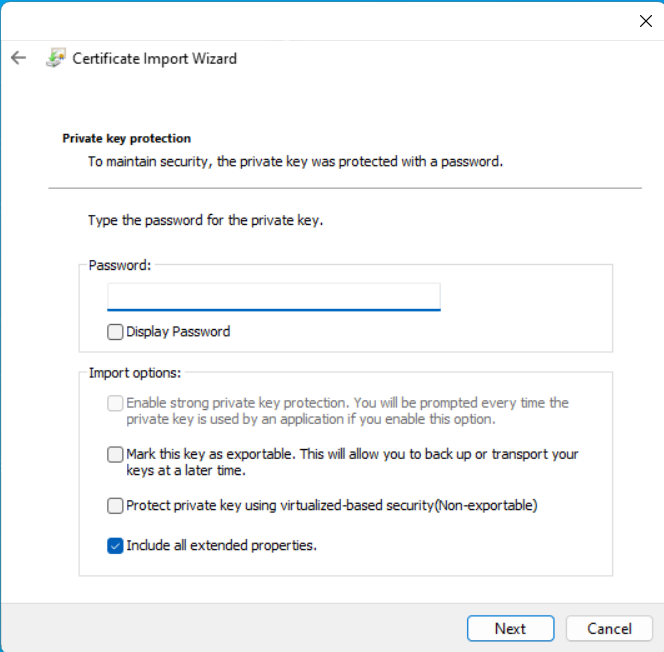 Certificate Import Wizard
Private key protection
To maintain security, the private key was protected with a password.
Type the password for the private key.
Password:
Display Password
Import options:
Enable strong private key protection. You will be prompted every time the
private key is used by an application if you enable this option.
Mark this key as exportable. This will allow you to back up or transport your
keys at a later time.
Protect private key using virtualized-based security(Non-exportable)
Include all extended properties.
Next
Cancel